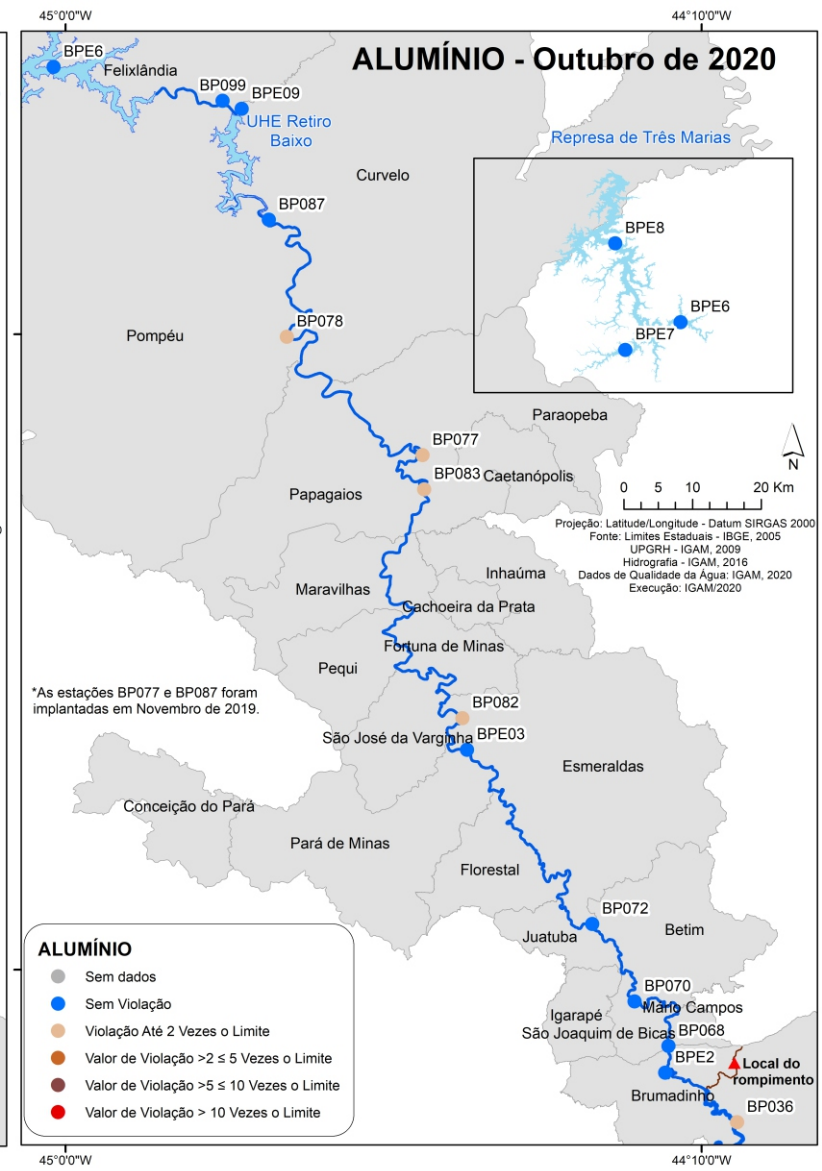 45°0'0"W
44°10'0"W
ALUMÍNIO - Outubro de 2020
BPE6
Felixlândia
BP099
BPE09
UHE Retiro
Baixo
Represa de Três Marias
Curvelo
BP087
BPE8
BPE6
BPE7
BP078
Pompéu
Paraopeba
BP077
BP083
Caetanópolis
Papagaios
N
0 5 10 20 Km
Projeção: Latitude/Longitude - Datum SIRGAS 2000
Fonte: Limites Estaduais - IBGE, 2005
UPGRH - IGAM, 2009
Hidrografia - IGAM, 2016
Dados de Qualidade da Água: IGAM, 2020
Execução: IGAM/2020
Inhaúma
Maravilhas
Cachoeira da Prata
Fortuna de Minas
Pequi
*As estações BP077 e BP087 foram
implantadas em Novembro de 2019.
BP082
São José da Varginha
BPE03
Esmeraldas
Conceição do Pará
Pará de Minas
Florestal
BP072
Betim
Juatuba
BP070
Mário Campos
Igarapé
São Joaquim de Bicas
BP068
BPE2
Local do
rompimento
Brumadinho
BP036
ALUMÍNIO
Sem dados
Sem Violação
Violação Até 2 Vezes o Limite
Valor de Violação >2 ≤ 5 Vezes o Limite
Valor de Violação >5 ≤ 10 Vezes o Limite
Valor de Violação > 10 Vezes o Limite
45°0'0"W
44°10'0"W